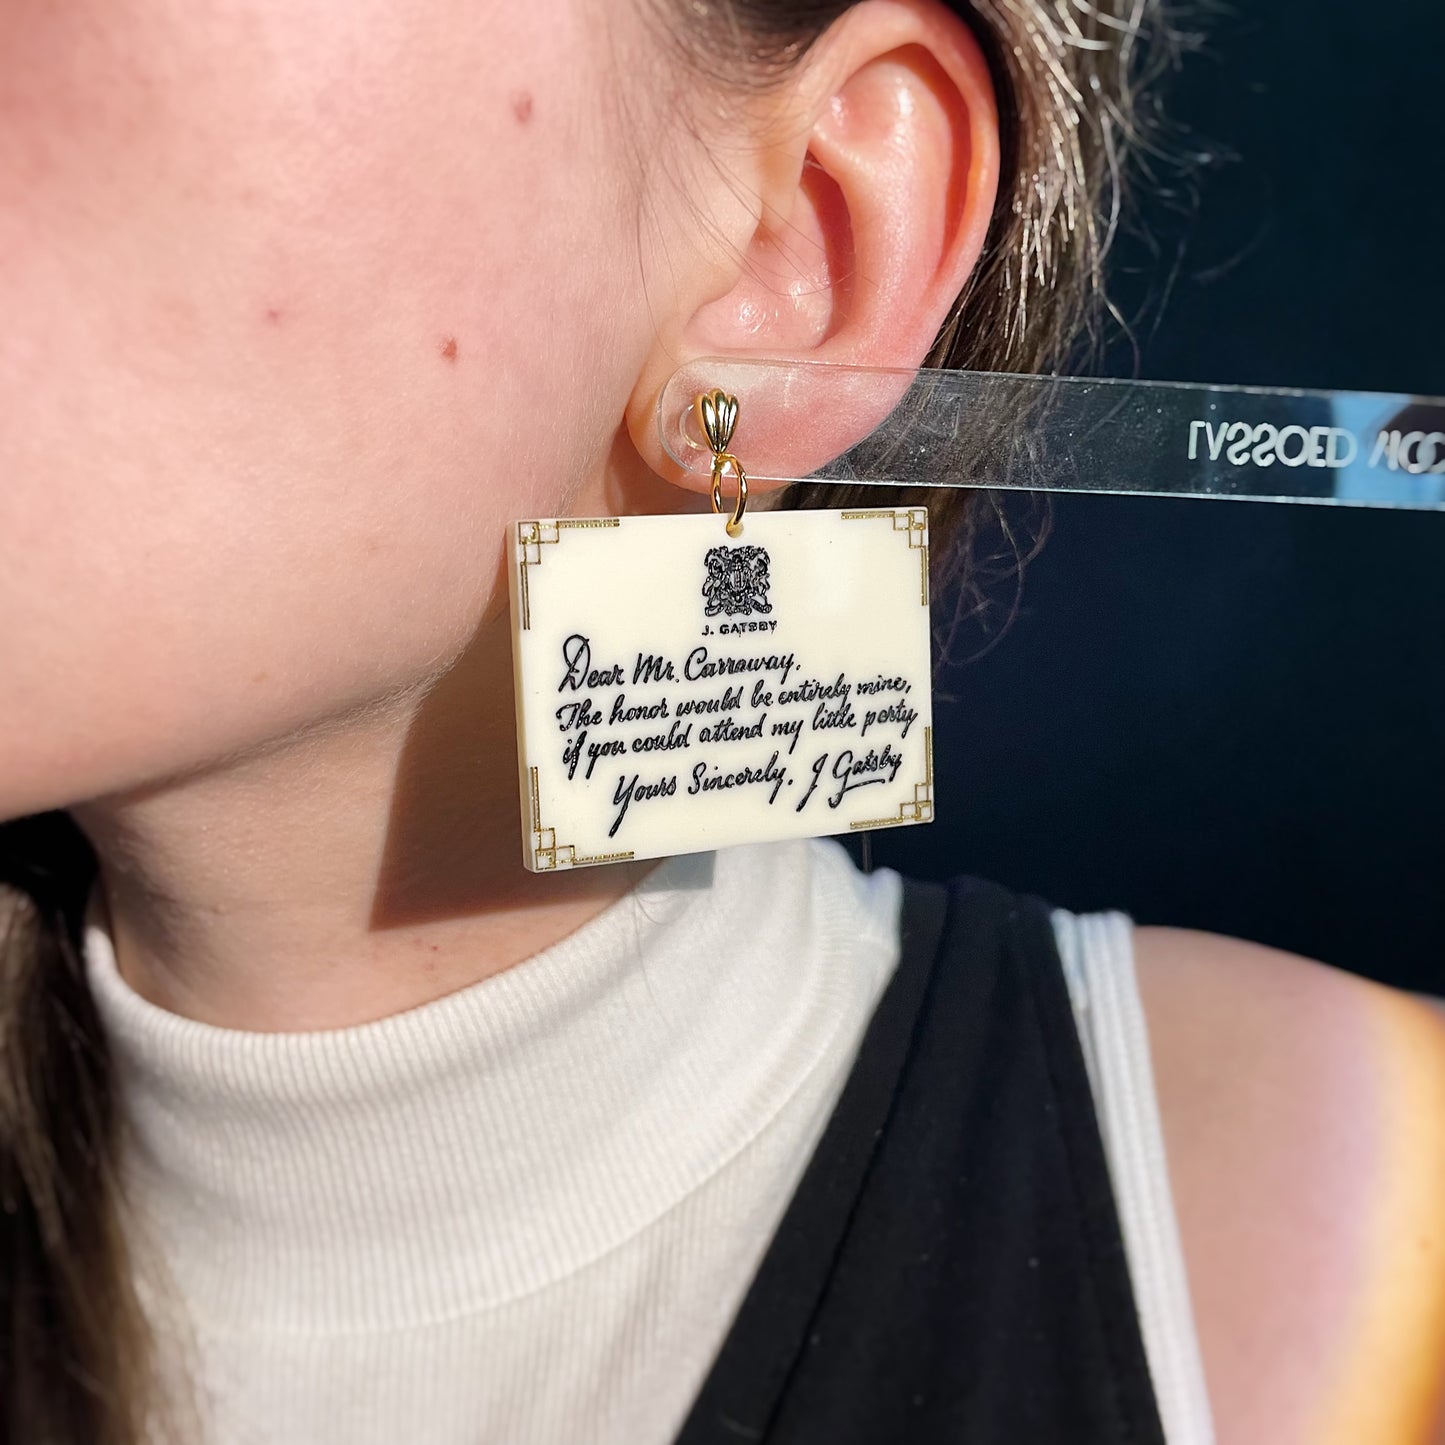 J. GATSBY
Dear Mr. Carraway.
The honor would be entirely mine,
if you could attend my little party
Yours Sincerely. J Gatsby
LASSOED